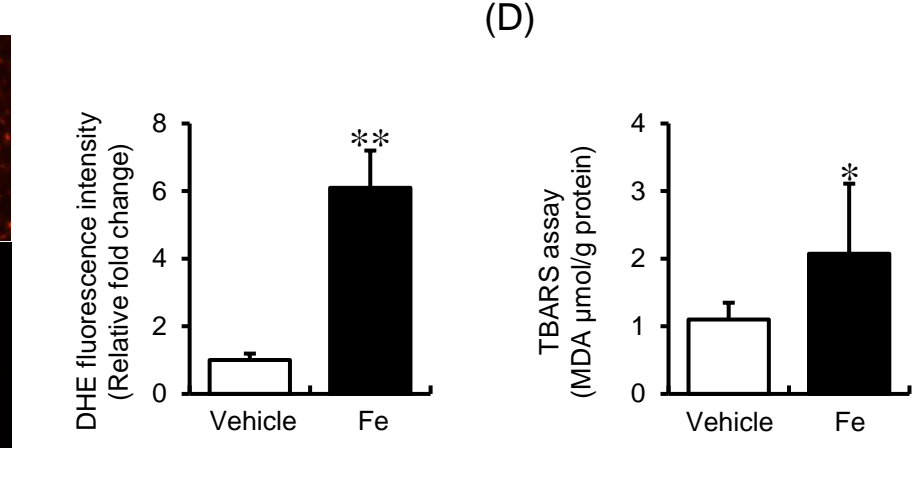 (D)
DHE fluorescence intensity
(Relative fold change)
8
6
4
2
0
**
Vehicle
Fe
TBARS assay
(MDA μmol/g protein)
4
3
2
1
0
*
Vehicle
Fe